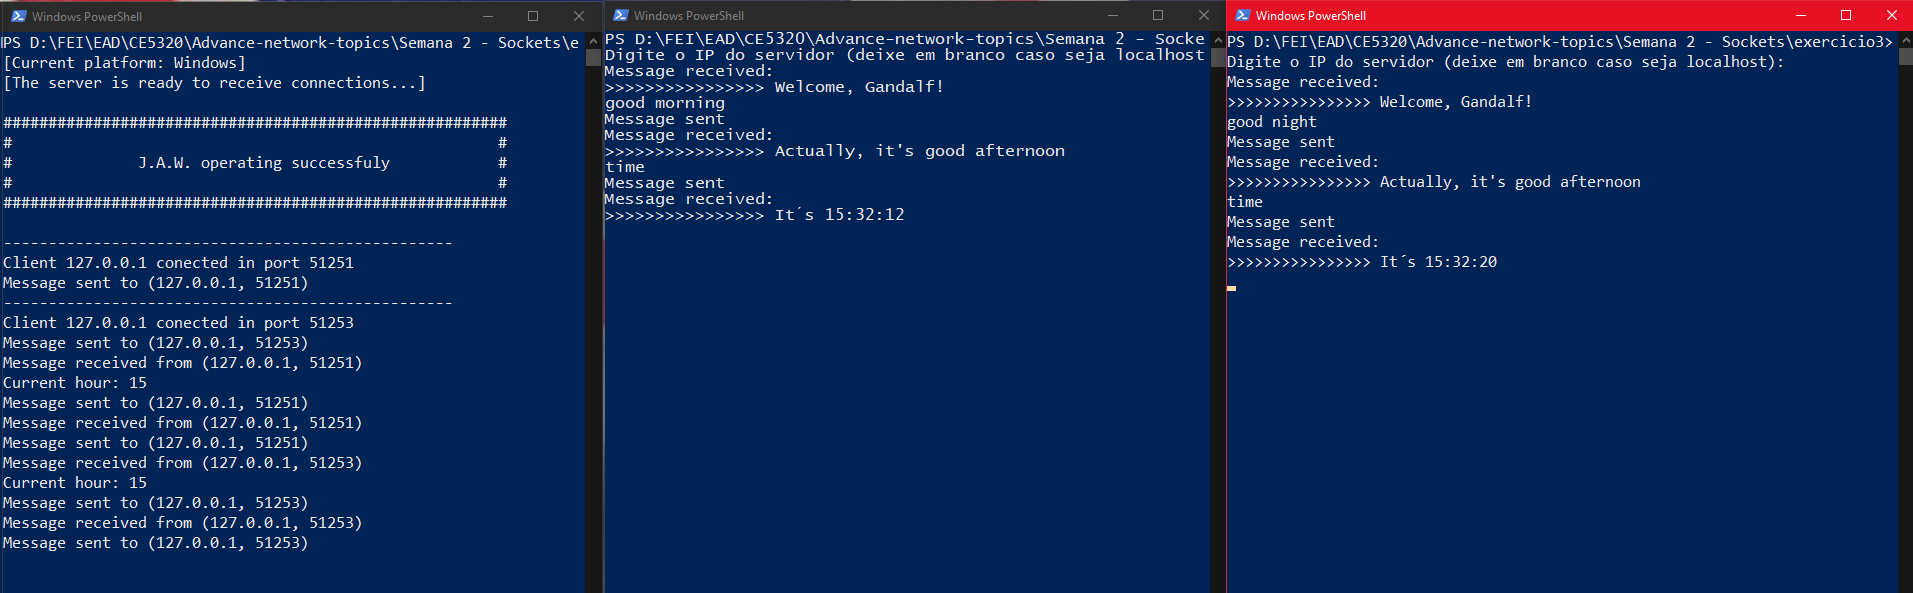 Windows PowerShell
PS D:\FEI\EAD\CE5320\Advance-network-topics\Semana 2 - Sockets\e
[Current platform: Windows]
[The server is ready to receive connections...]
########################################################
#                                                      #
#              J.A.W. operating successfuly            #
#                                                      #
########################################################
--------------------------------------------------
Client 127.0.0.1 conected in port 51251
Message sent to (127.0.0.1, 51251)
--------------------------------------------------
Client 127.0.0.1 conected in port 51253
Message sent to (127.0.0.1, 51253)
Message received from (127.0.0.1, 51251)
Current hour: 15
Message sent to (127.0.0.1, 51251)
Message received from (127.0.0.1, 51251)
Message sent to (127.0.0.1, 51251)
Message received from (127.0.0.1, 51253)
Current hour: 15
Message sent to (127.0.0.1, 51253)
Message received from (127.0.0.1, 51253)
Message sent to (127.0.0.1, 51253)
Windows PowerShell
PS D:\FEI\EAD\CE5320\Advance-network-topics\Semana 2 - Socke
Digite o IP do servidor (deixe em branco caso seja localhost
Message received:
>>>>>>>>>>>>>>>> Welcome, Gandalf!
good morning
Message sent
Message received:
>>>>>>>>>>>>>>>> Actually, it's good afternoon
time
Message sent
Message received:
>>>>>>>>>>>>>>>> It´s 15:32:12
Windows PowerShell
PS D:\FEI\EAD\CE5320\Advance-network-topics\Semana 2 - Sockets\exercicio3>
Digite o IP do servidor (deixe em branco caso seja localhost):
Message received:
>>>>>>>>>>>>>>>> Welcome, Gandalf!
good night
Message sent
Message received:
>>>>>>>>>>>>>>>> Actually, it's good afternoon
time
Message sent
Message received:
>>>>>>>>>>>>>>>> It´s 15:32:20